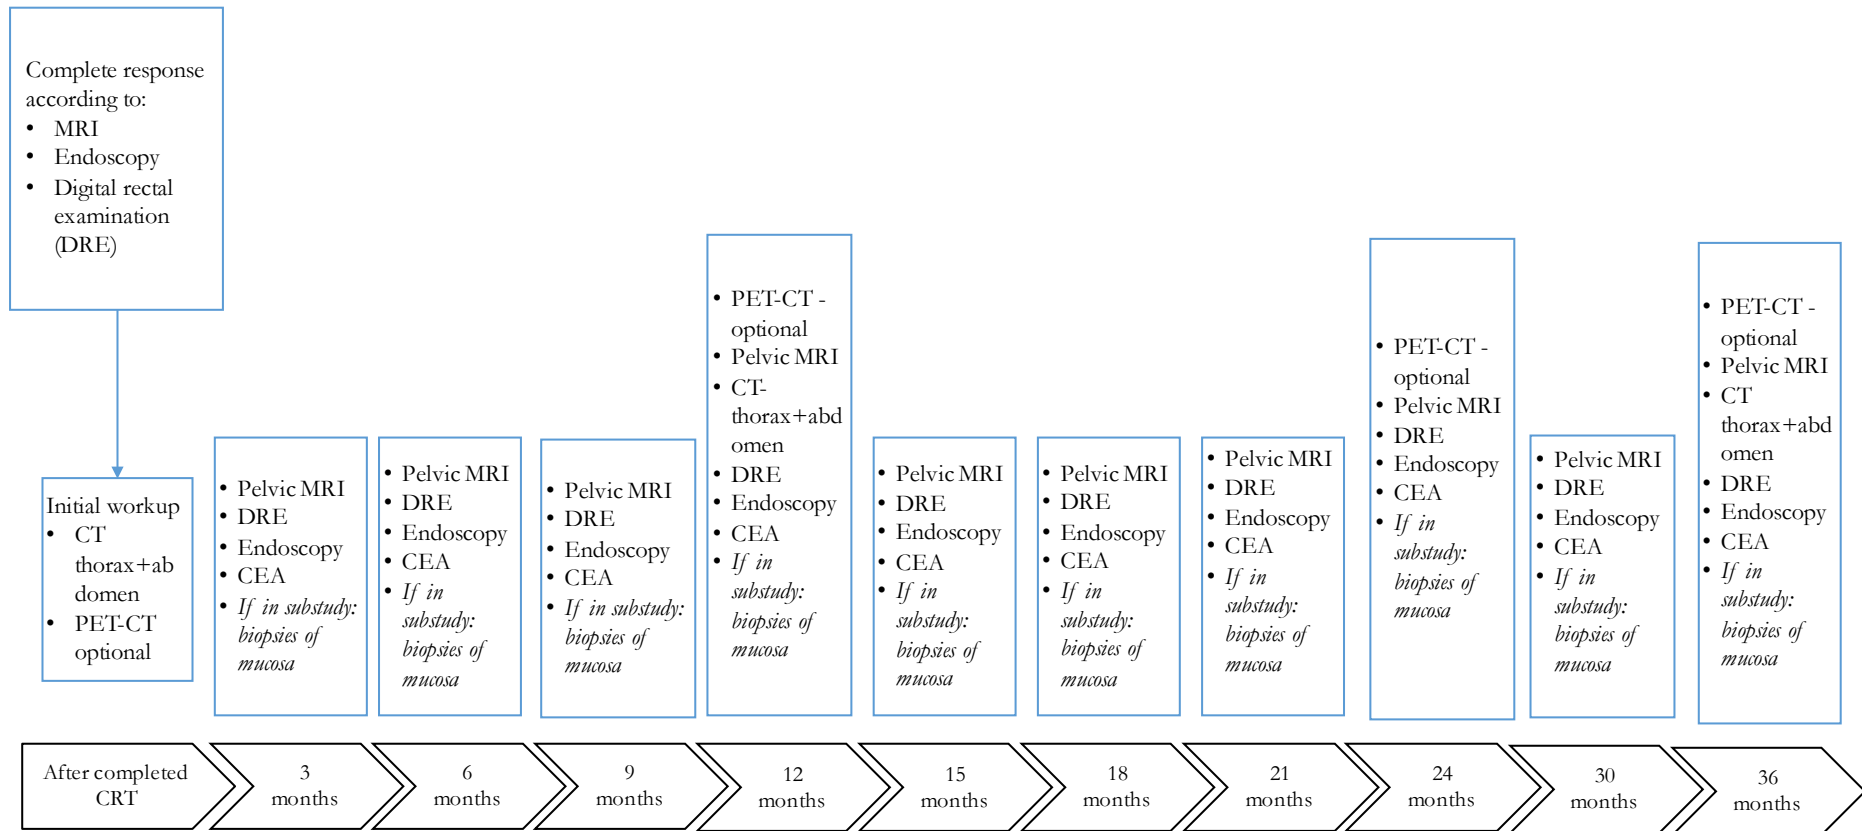 Complete response
according to:
• MRI
• Endoscopy
• Digital rectal
examination
(DRE)
Initial workup
• CT
thorax+ab
domen
• PET-CT
optional
• Pelvic MRI
• DRE
• Endoscopy
• CEA
• If in substudy:
biopsies of
mucosa
• Pelvic MRI
• DRE
• Endoscopy
• CEA
• If in
substudy:
biopsies of
mucosa
• Pelvic MRI
• DRE
• Endoscopy
• CEA
• If in substudy:
biopsies of
mucosa
• PET-CT -
optional
• Pelvic MRI
• CT-
thorax+abd
omen
• DRE
• Endoscopy
• CEA
• If in
substudy:
biopsies of
mucosa
• Pelvic MRI
• DRE
• Endoscopy
• CEA
• If in
substudy:
biopsies of
mucosa
• Pelvic MRI
• DRE
• Endoscopy
• CEA
• If in
substudy:
biopsies of
mucosa
• Pelvic MRI
• DRE
• Endoscopy
• CEA
• If in
substudy:
biopsies of
mucosa
• PET-CT -
optional
• Pelvic MRI
• DRE
• Endoscopy
• CEA
• If in
substudy:
biopsies of
mucosa
• Pelvic MRI
• DRE
• Endoscopy
• CEA
• If in
substudy:
biopsies of
mucosa
• PET-CT -
optional
• Pelvic MRI
• CT
thorax+abd
omen
• DRE
• Endoscopy
• CEA
• If in
substudy:
biopsies of
mucosa
After completed
CRT
3
months
6
months
9
months
12
months
15
months
18
months
21
months
24
months
30
months
36
months